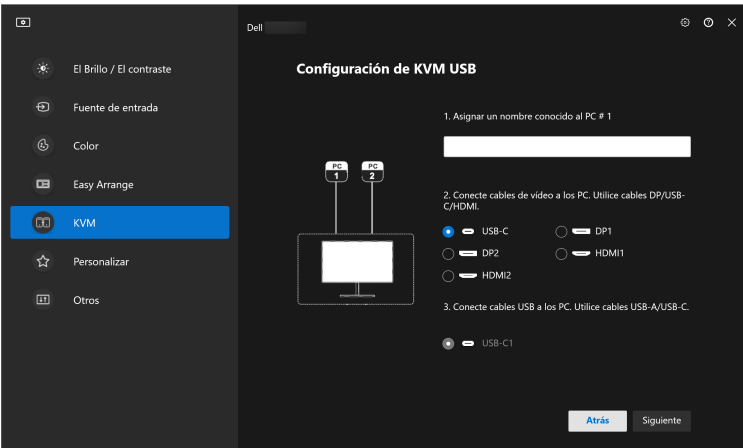 Dell
El Brillo / El contraste
Fuente de entrada
Color
Easy Arrange
KVM
Personalizar
Otros
Configuración de KVM USB
PC
1
PC
2
1. Asignar un nombre conocido al PC # 1
2. Conecte cables de vídeo a los PC. Utilice cables DP/USB-
C/HDMI.
USB-C
DP1
DP2
HDMI1
HDMI2
3. Conecte cables USB a los PC. Utilice cables USB-A/USB-C.
USB-C1
Atrás
Siguiente